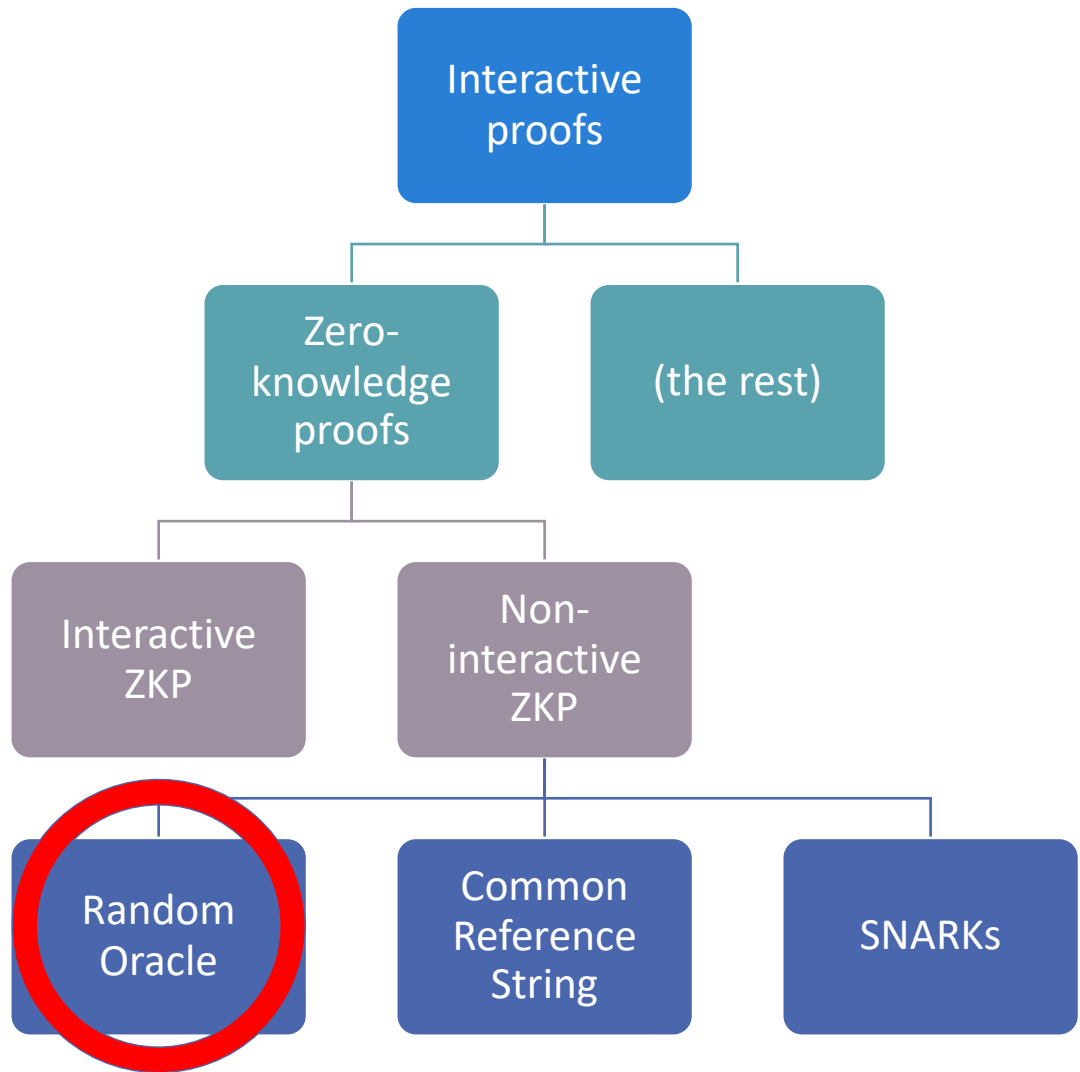 Interactive
proofs
Zero-
knowledge
proofs
(the rest)
Interactive
ZKP
Non-
interactive
ZKP
Random
Oracle
Common
Reference
String
SNARKs